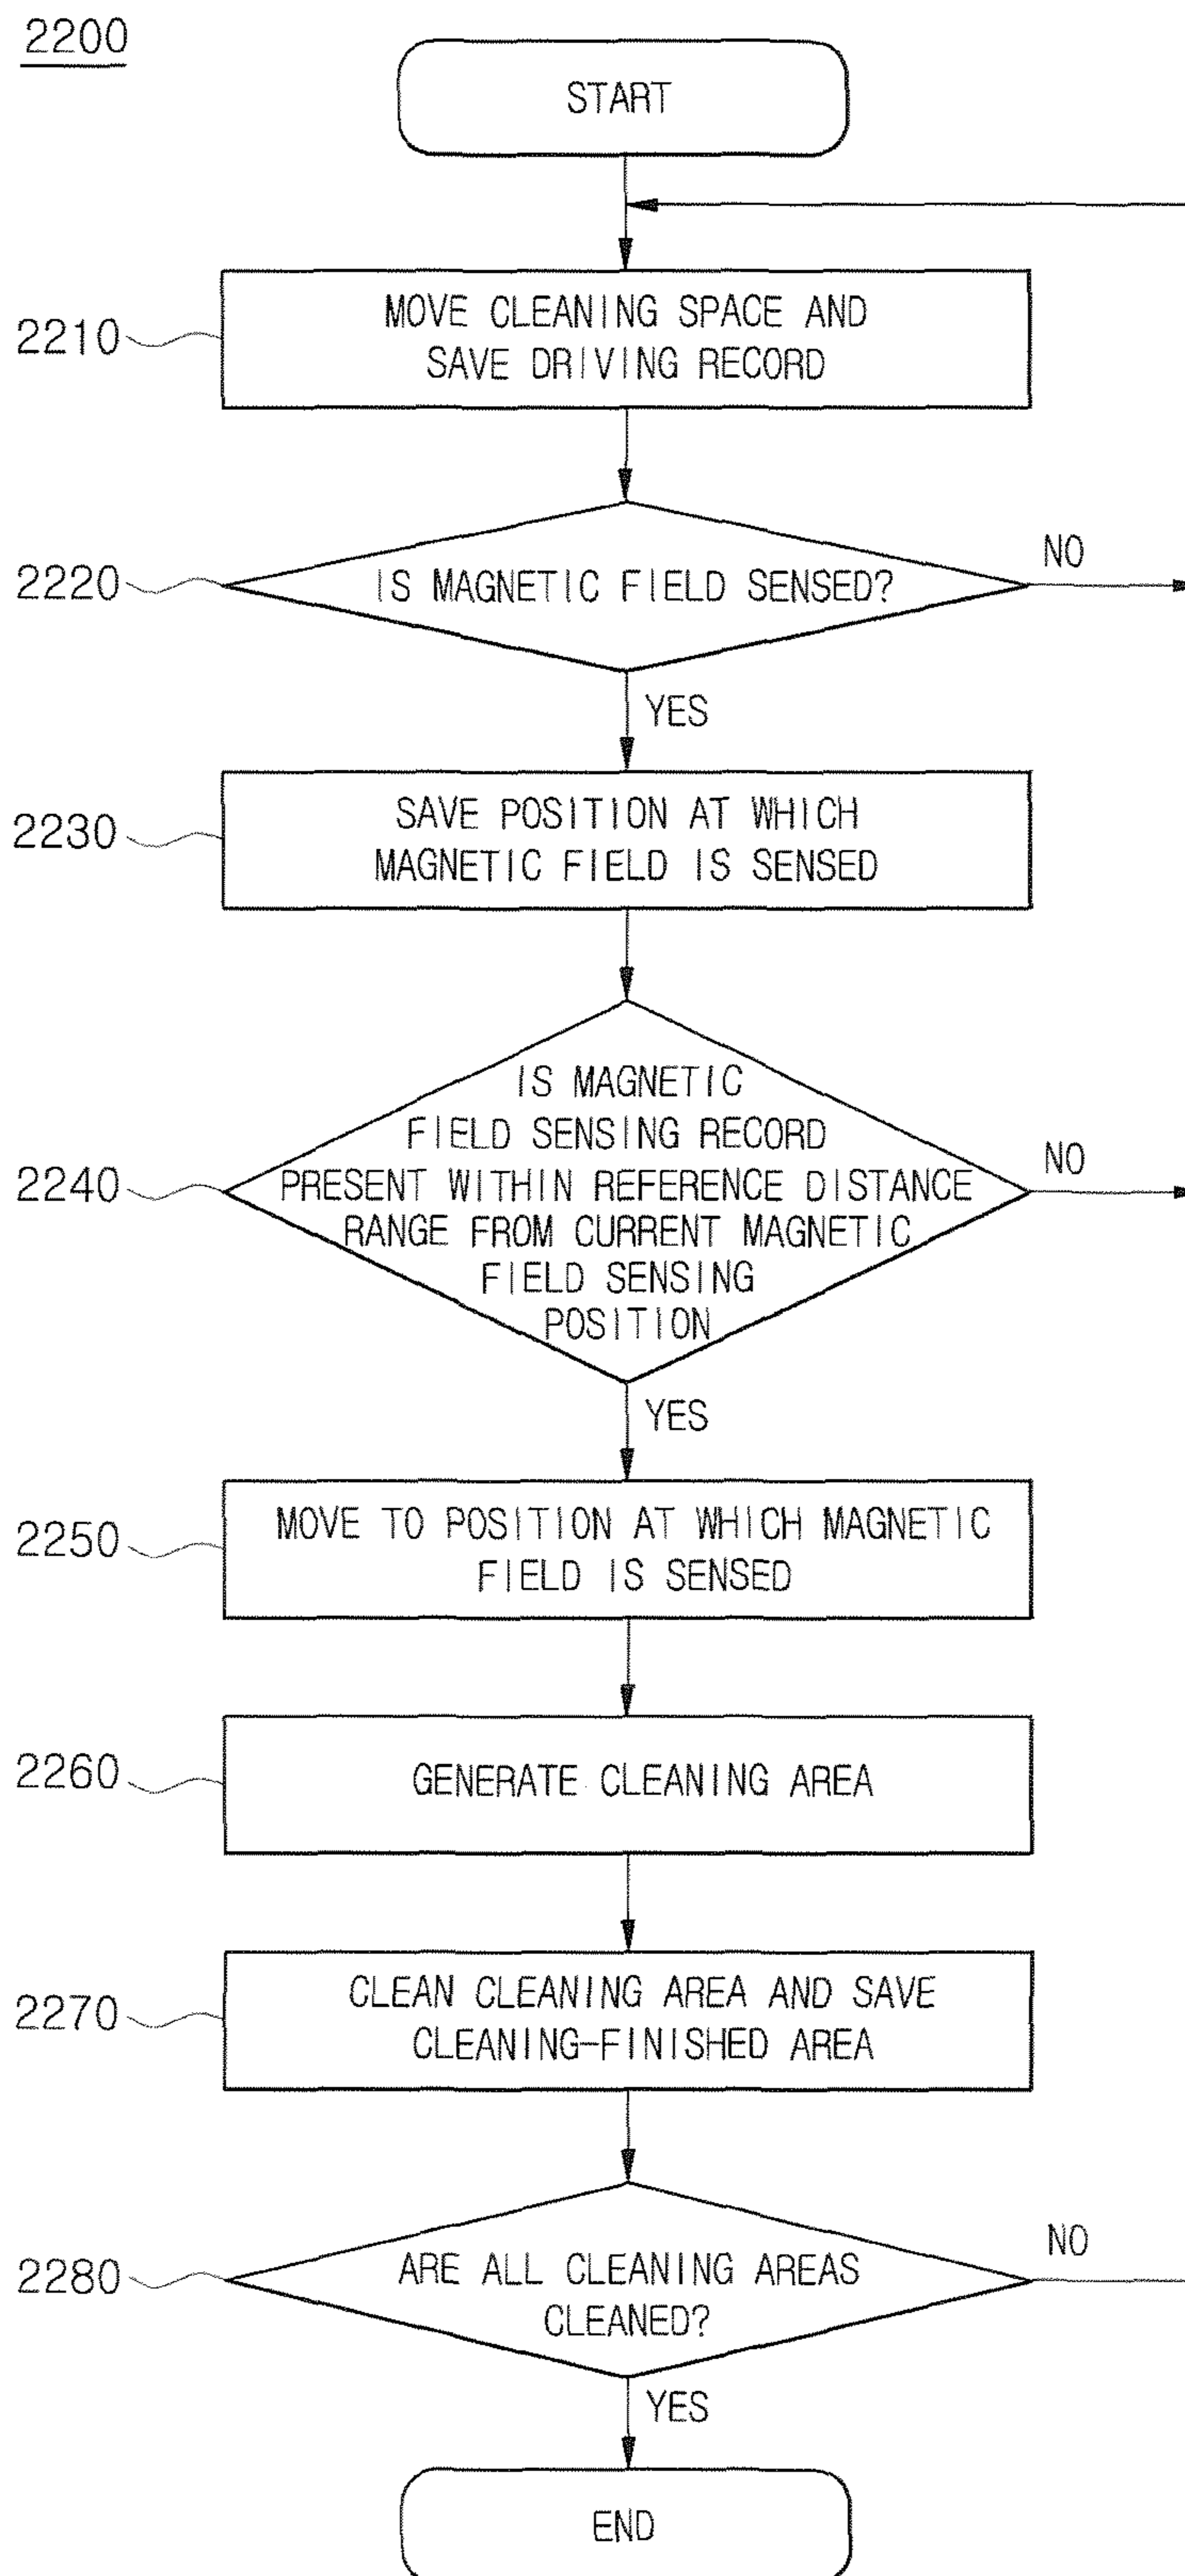 2200
START
2210
MOVE CLEANING SPACE AND
SAVE DRIVING RECORD
2220
IS MAGNETIC FIELD SENSED?
NO
YES
2230
SAVE POSITION AT WHICH
MAGNETIC FIELD IS SENSED
2240
IS MAGNETIC
FIELD SENSING RECORD
PRESENT WITHIN REFERENCE DISTANCE
RANGE FROM CURRENT MAGNETIC
FIELD SENSING
POSITION
NO
YES
2250
MOVE TO POSITION AT WHICH MAGNETIC
FIELD IS SENSED
2260
GENERATE CLEANING AREA
2270
CLEAN CLEANING AREA AND SAVE
CLEANING-FINISHED AREA
2280
ARE ALL CLEANING AREAS
CLEANED?
NO
YES
END